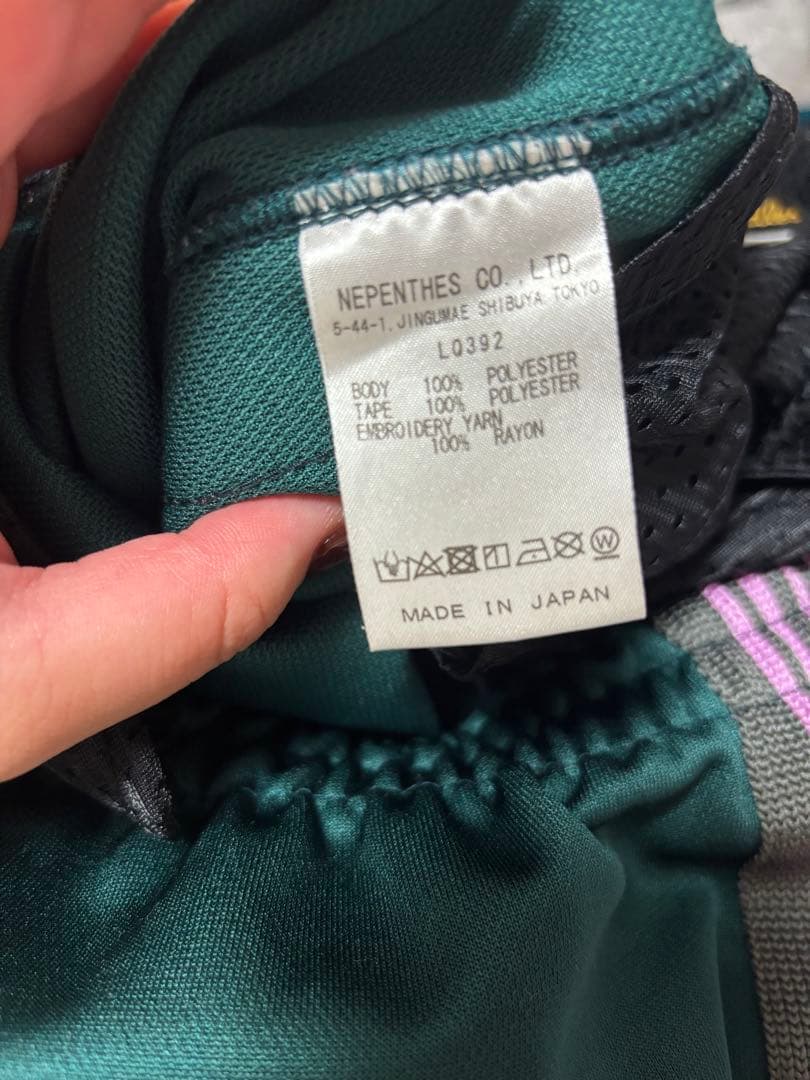 NEPENTHES CO.,LTD.
5-44-1,JINGUMAE SHIBUYA TOKYO
LQ392
BODY 100% POLYESTER
TAPE 100% POLYESTER
EMBROIDERY YARN
100% RAYON
W
MADE IN JAPAN